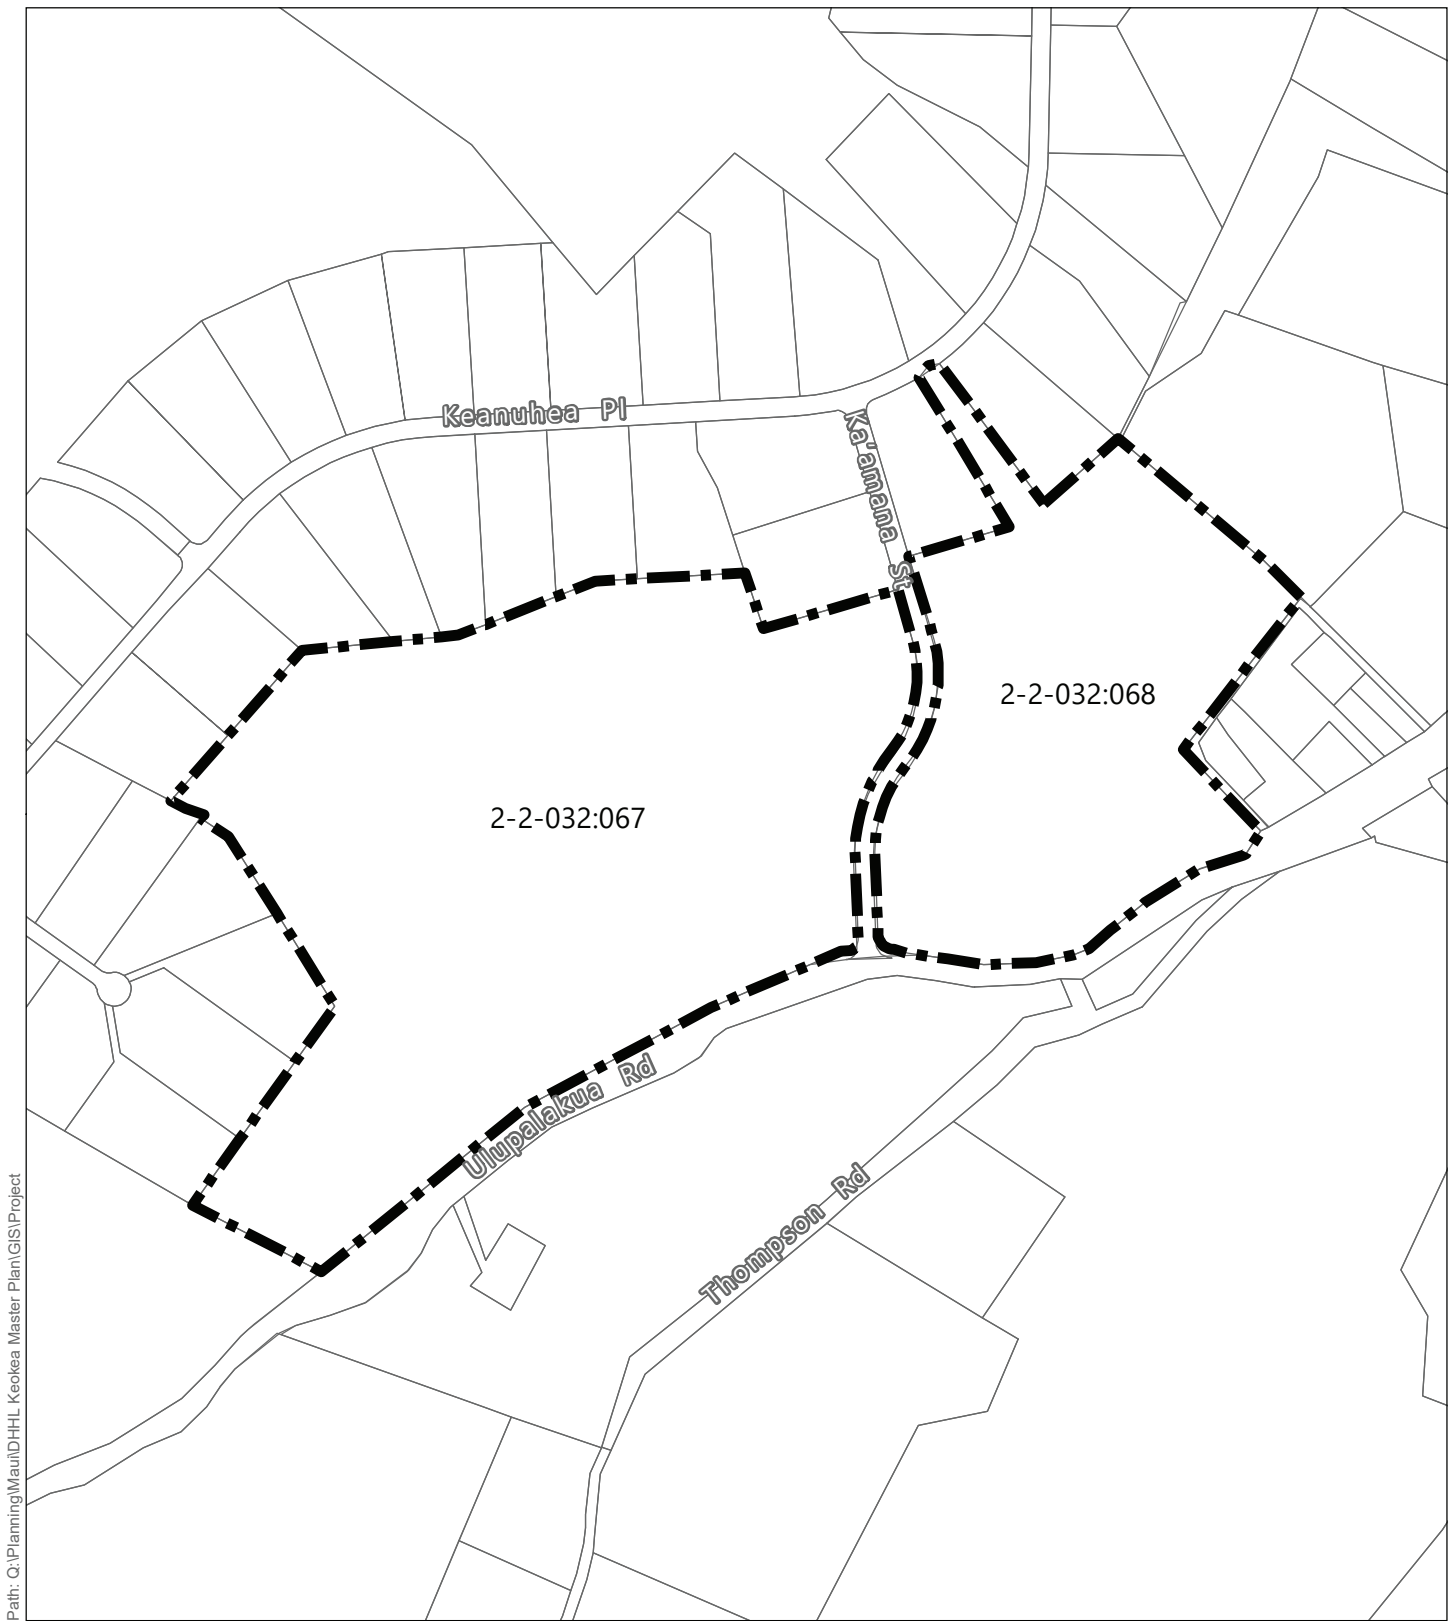 Keanuhea Pl
Ka'amana St
2-2-032:068
2-2-032:067
Ulupalakua Rd
Thompson Rd
Path: Q:\Planning\Maui\DHHL Keokea Master Plan\GIS\Project